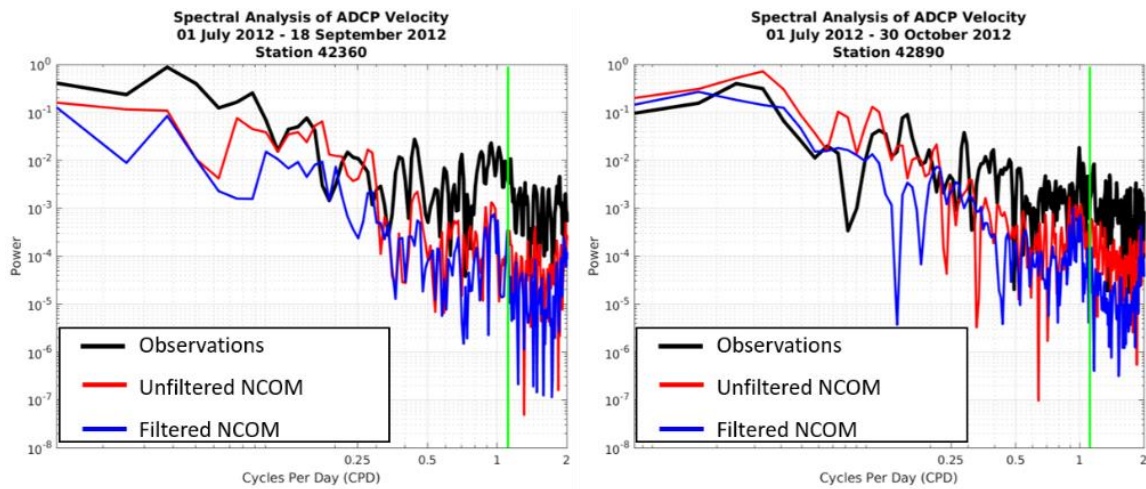 Spectral Analysis of ADCP Velocity
01 July 2012 - 18 September 2012
Station 42360
10^0
10^-1
10^-2
10^-3
10^-4
10^-5
10^-6
10^-7
10^-8
Power
Observations
Unfiltered NCOM
Filtered NCOM
0.25 0.5 1 2
Cycles Per Day (CPD)
Spectral Analysis of ADCP Velocity
01 July 2012 - 30 October 2012
Station 42890
10^0
10^-1
10^-2
10^-3
10^-4
10^-5
10^-6
10^-7
10^-8
Power
Observations
Unfiltered NCOM
Filtered NCOM
0.25 0.5 1 2
Cycles Per Day (CPD)